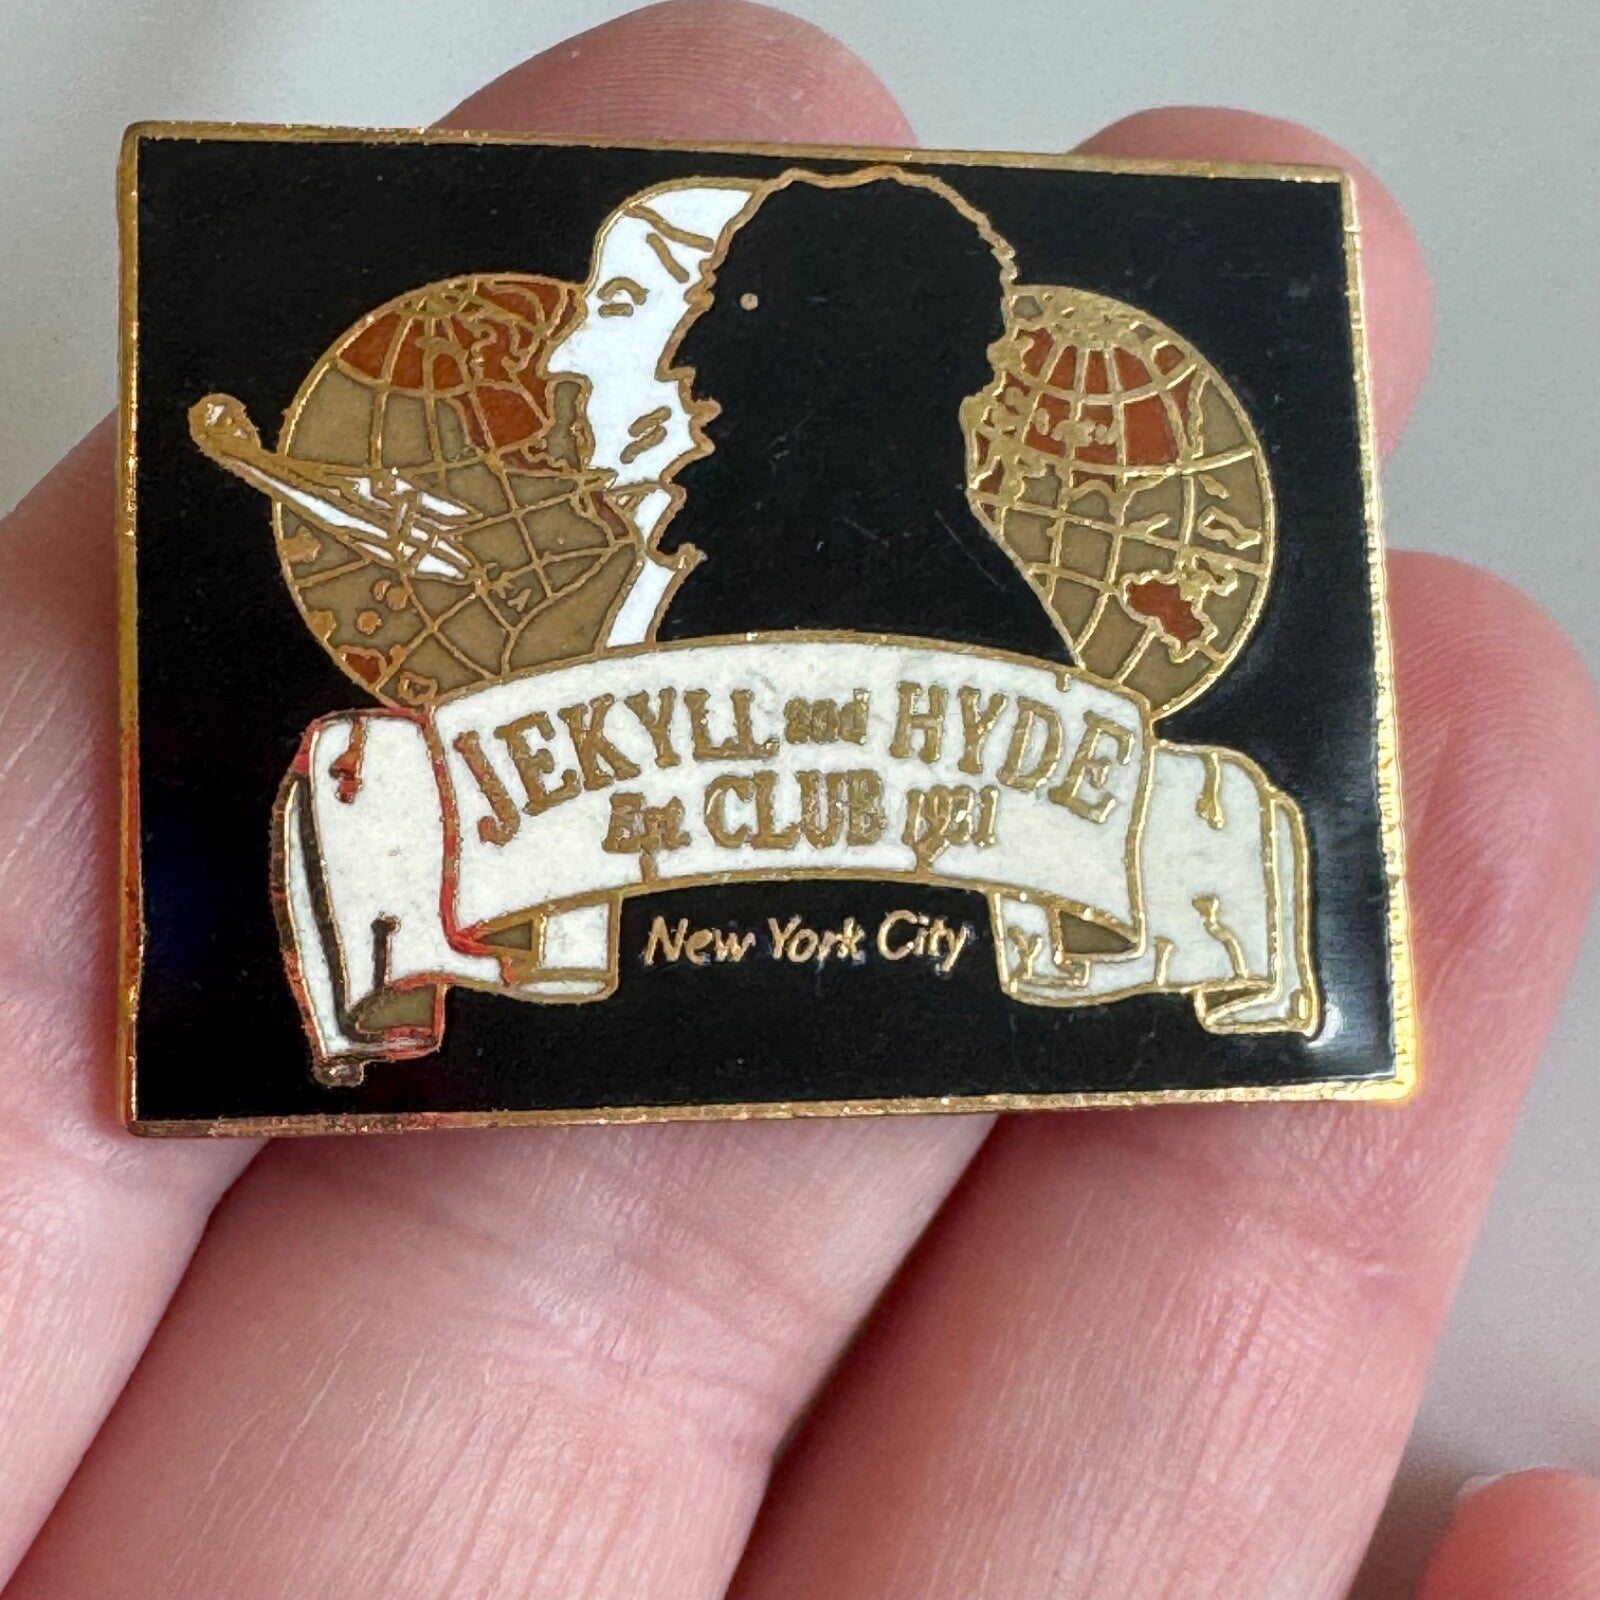 JEKYLL and HYDE
Est. CLUB 1931
New York City